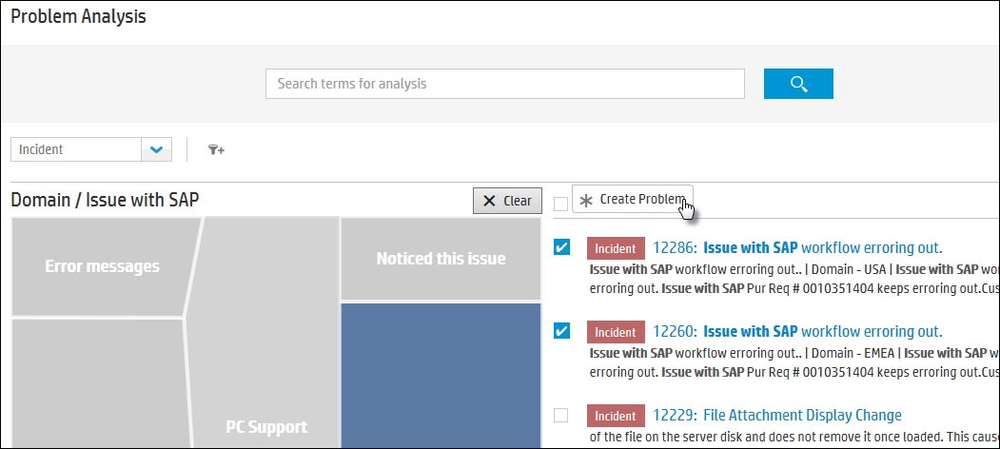 Problem Analysis
Search terms for analysis
Incident
Domain / Issue with SAP
Clear
Create Problem
Error messages
Noticed this issue
PC Support
Incident 12286: Issue with SAP workflow erroring out.
Issue with SAP workflow erroring out.. | Domain - USA | Issue with SAP wo
erroring out. Issue with SAP Pur Req # 0010351404 keeps erroring out.Cus
Incident 12260: Issue with SAP workflow erroring out.
Issue with SAP workflow erroring out.. | Domain - EMEA | Issue with SAP w
erroring out. Issue with SAP Pur Req # 0010351404 keeps erroring out.Cus
Incident 12229: File Attachment Display Change
of the file on the server disk and does not remove it once loaded. This cause